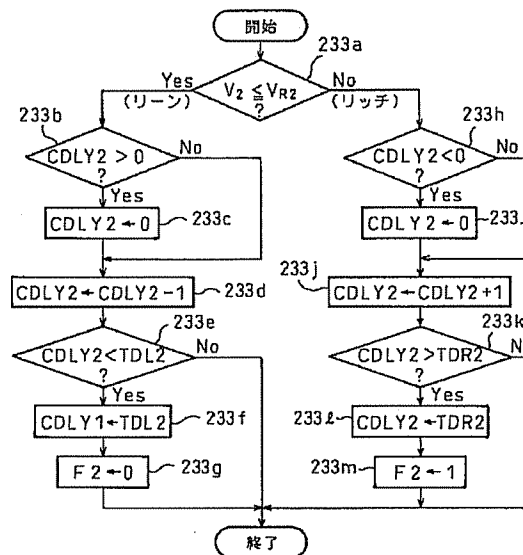 開始
233a
Yes
(リーン)
V2≦VR2
?
No
(リッチ)
233b
CDLY2>0
?
No
Yes
CDLY2←0
233c
CDLY2←CDLY2-1
233d
233e
CDLY2<TDL2
?
No
Yes
CDLY1←TDL2
233f
F2←0
233g
233h
CDLY2<0
?
No
Yes
CDLY2←0
233j
CDLY2←CDLY2+1
233k
CDLY2>TDR2
?
Yes
233ℓ
CDLY2←TDR2
233m
F2←1
終了